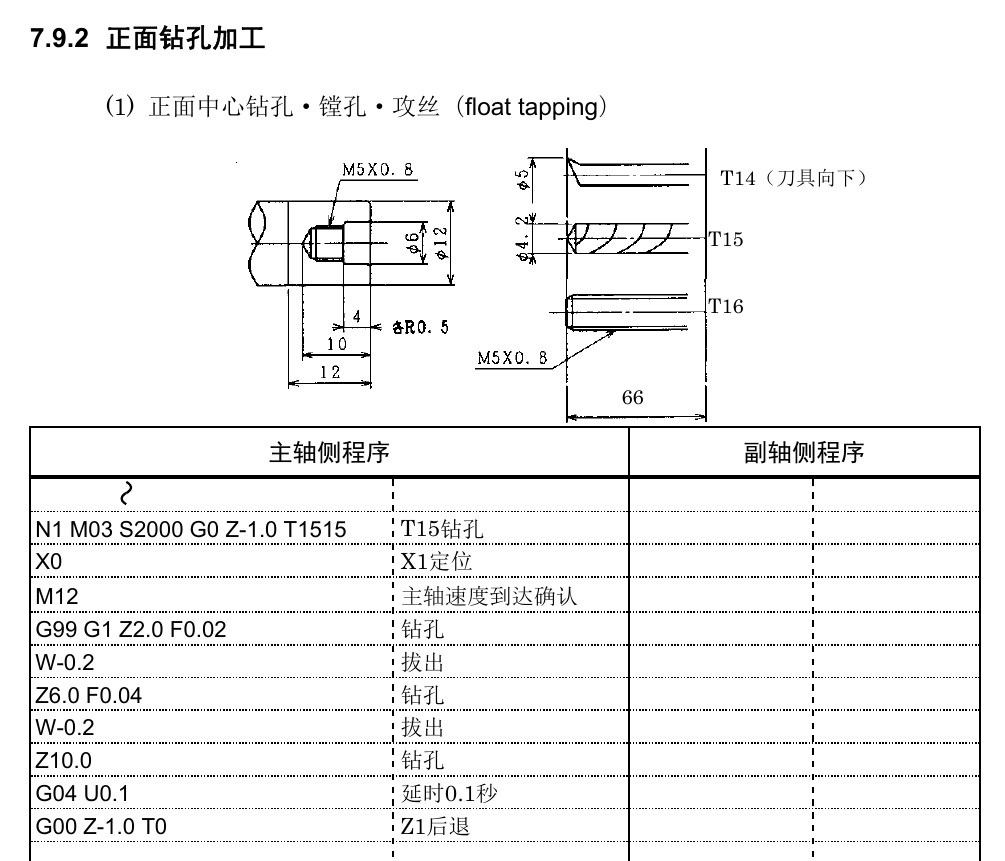 7.9.2 正面钻孔加工
(1) 正面中心钻孔・镗孔・攻丝（float tapping）
M5X0.8
φ6
φ12
4
各R0.5
10
12
φ5
T14（刀具向下）
φ4.2
T15
T16
M5X0.8
66
主轴侧程序 副轴侧程序
N1 M03 S2000 G0 Z-1.0 T1515 T15钻孔
X0 X1定位
M12 主轴速度到达确认
G99 G1 Z2.0 F0.02 钻孔
W-0.2 拔出
Z6.0 F0.04 钻孔
W-0.2 拔出
Z10.0 钻孔
G04 U0.1 延时0.1秒
G00 Z-1.0 T0 Z1后退